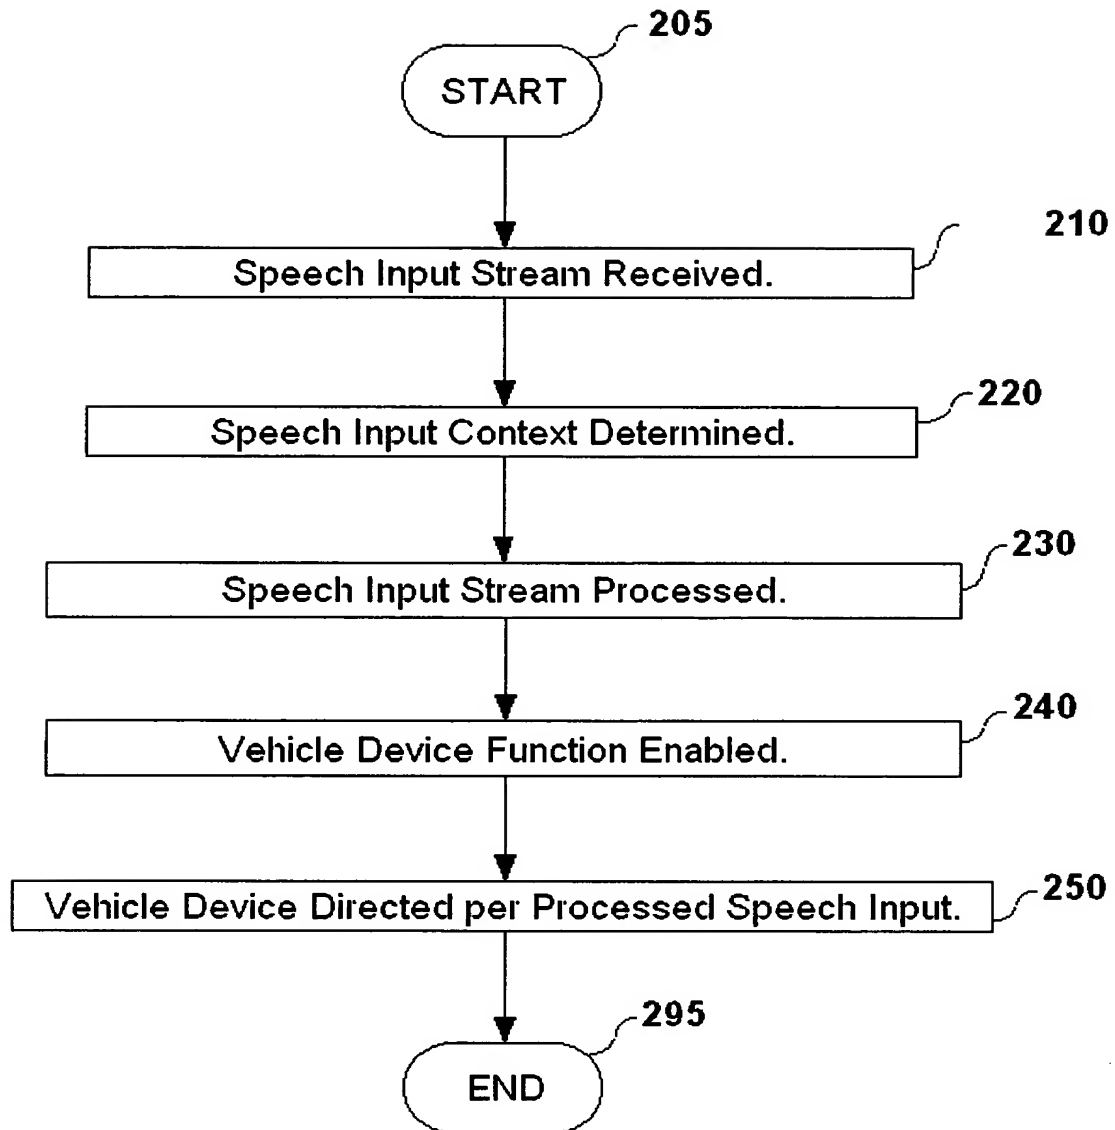 205
START
210
Speech Input Stream Received.
220
Speech Input Context Determined.
230
Speech Input Stream Processed.
240
Vehicle Device Function Enabled.
250
Vehicle Device Directed per Processed Speech Input.
295
END